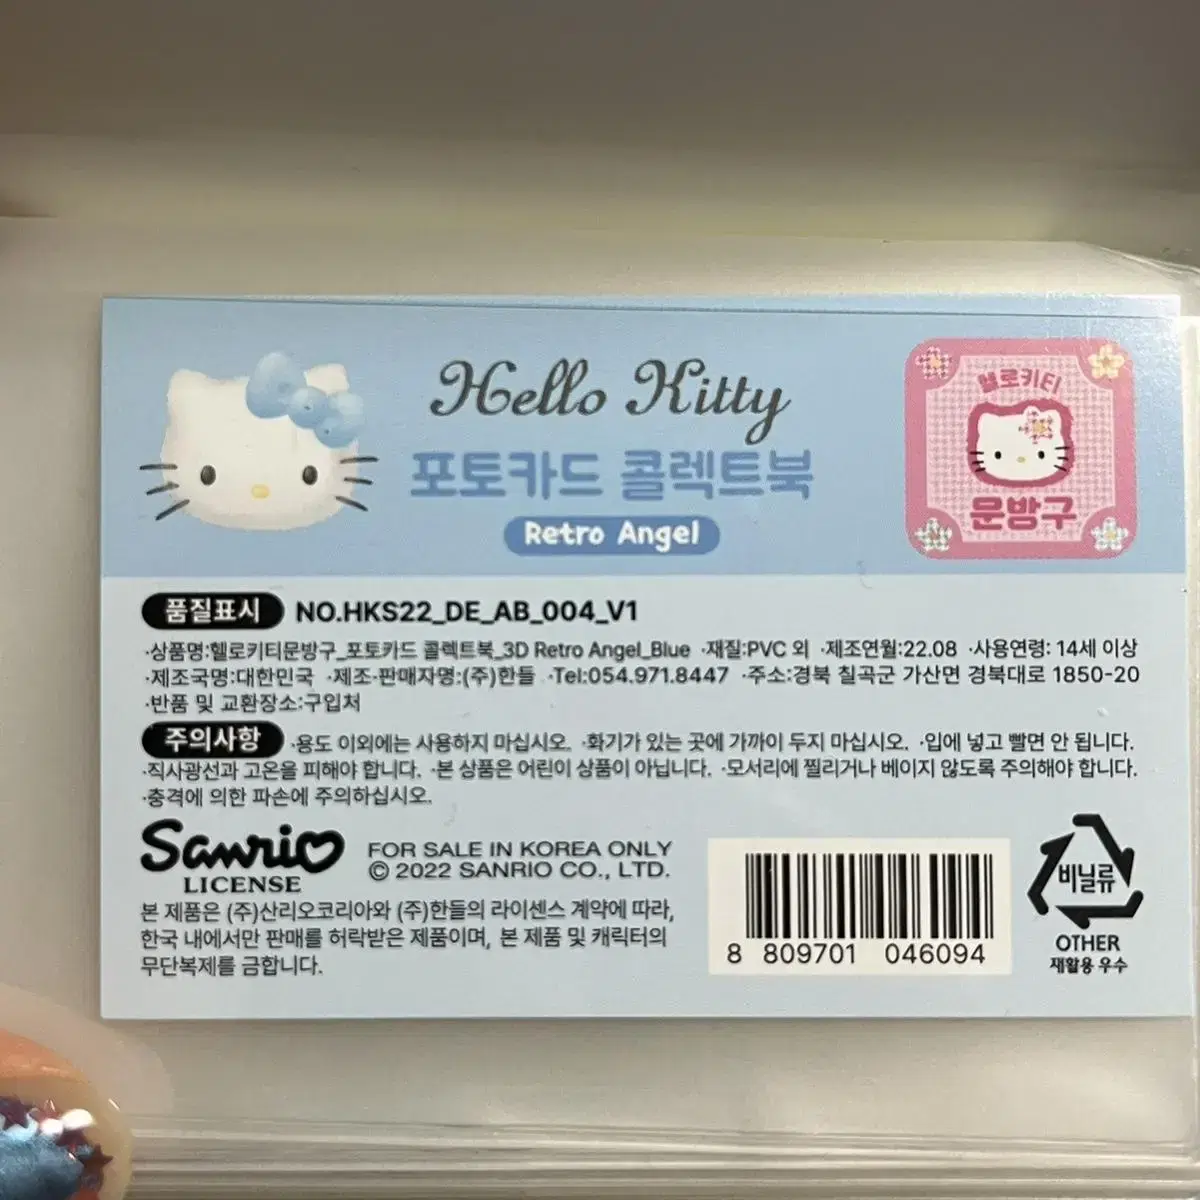 Hello Kitty
포토카드 콜렉트북
Retro Angel
헬로키티
문방구
품질표시 NO.HKS22_DE_AB_004_V1
·상품명:헬로키티문방구_포토카드 콜렉트북_3D Retro Angel_Blue ·재질:PVC 외 ·제조연월:22.08 ·사용연령: 14세 이상
·제조국명:대한민국 ·제조·판매자명:(주)한들 ·Tel:054.971.8447 ·주소:경북 칠곡군 가산면 경북대로 1850-20
·반품 및 교환장소:구입처
주의사항 ·용도 이외에는 사용하지 마십시오. ·화기가 있는 곳에 가까이 두지 마십시오. ·입에 넣고 빨면 안 됩니다.
·직사광선과 고온을 피해야 합니다. ·본 상품은 어린이 상품이 아닙니다. ·모서리에 찔리거나 베이지 않도록 주의해야 합니다.
·충격에 의한 파손에 주의하십시오.
Sanrio
LICENSE
FOR SALE IN KOREA ONLY
© 2022 SANRIO CO., LTD.
본 제품은 (주)산리오코리아와 (주)한들의 라이센스 계약에 따라,
한국 내에서만 판매를 허락받은 제품이며, 본 제품 및 캐릭터의
무단복제를 금합니다.
8 809701 046094
비닐류
OTHER
재활용 우수